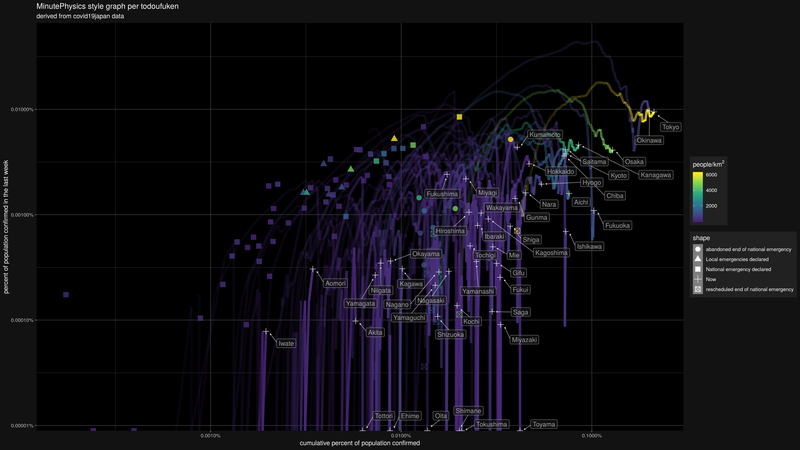 MinutePhysics style graph per todoufuken
derived from covid19japan data
percent of population confirmed in the last week
0.01000%
0.00100%
0.00010%
0.00001%
Tokyo
Okinawa
Kumamoto
Osaka
Kanagawa
Saitama
Kyoto
Hokkaido
Hyogo
Chiba
Fukushima
Miyagi
Aichi
Nara
Wakayama
Gunma
Fukuoka
Hiroshima
Ibaraki
Shiga
Ishikawa
Kagoshima
Okayama
Tochigi
Mie
Aomori
Kagawa
Gifu
Niigata
Fukui
Yamagata
Nagano
Nagasaki
Yamanashi
Yamaguchi
Kochi
Saga
Akita
Shizuoka
Miyazaki
Iwate
Tottori
Ehime
Oita
Shimane
Tokushima
Toyama
0.0010%
0.0100%
0.1000%
cumulative percent of population confirmed
people/km²
6000
4000
2000
shape
abandoned end of national emergency
Local emergencies declared
National emergency declared
Now
rescheduled end of national emergency